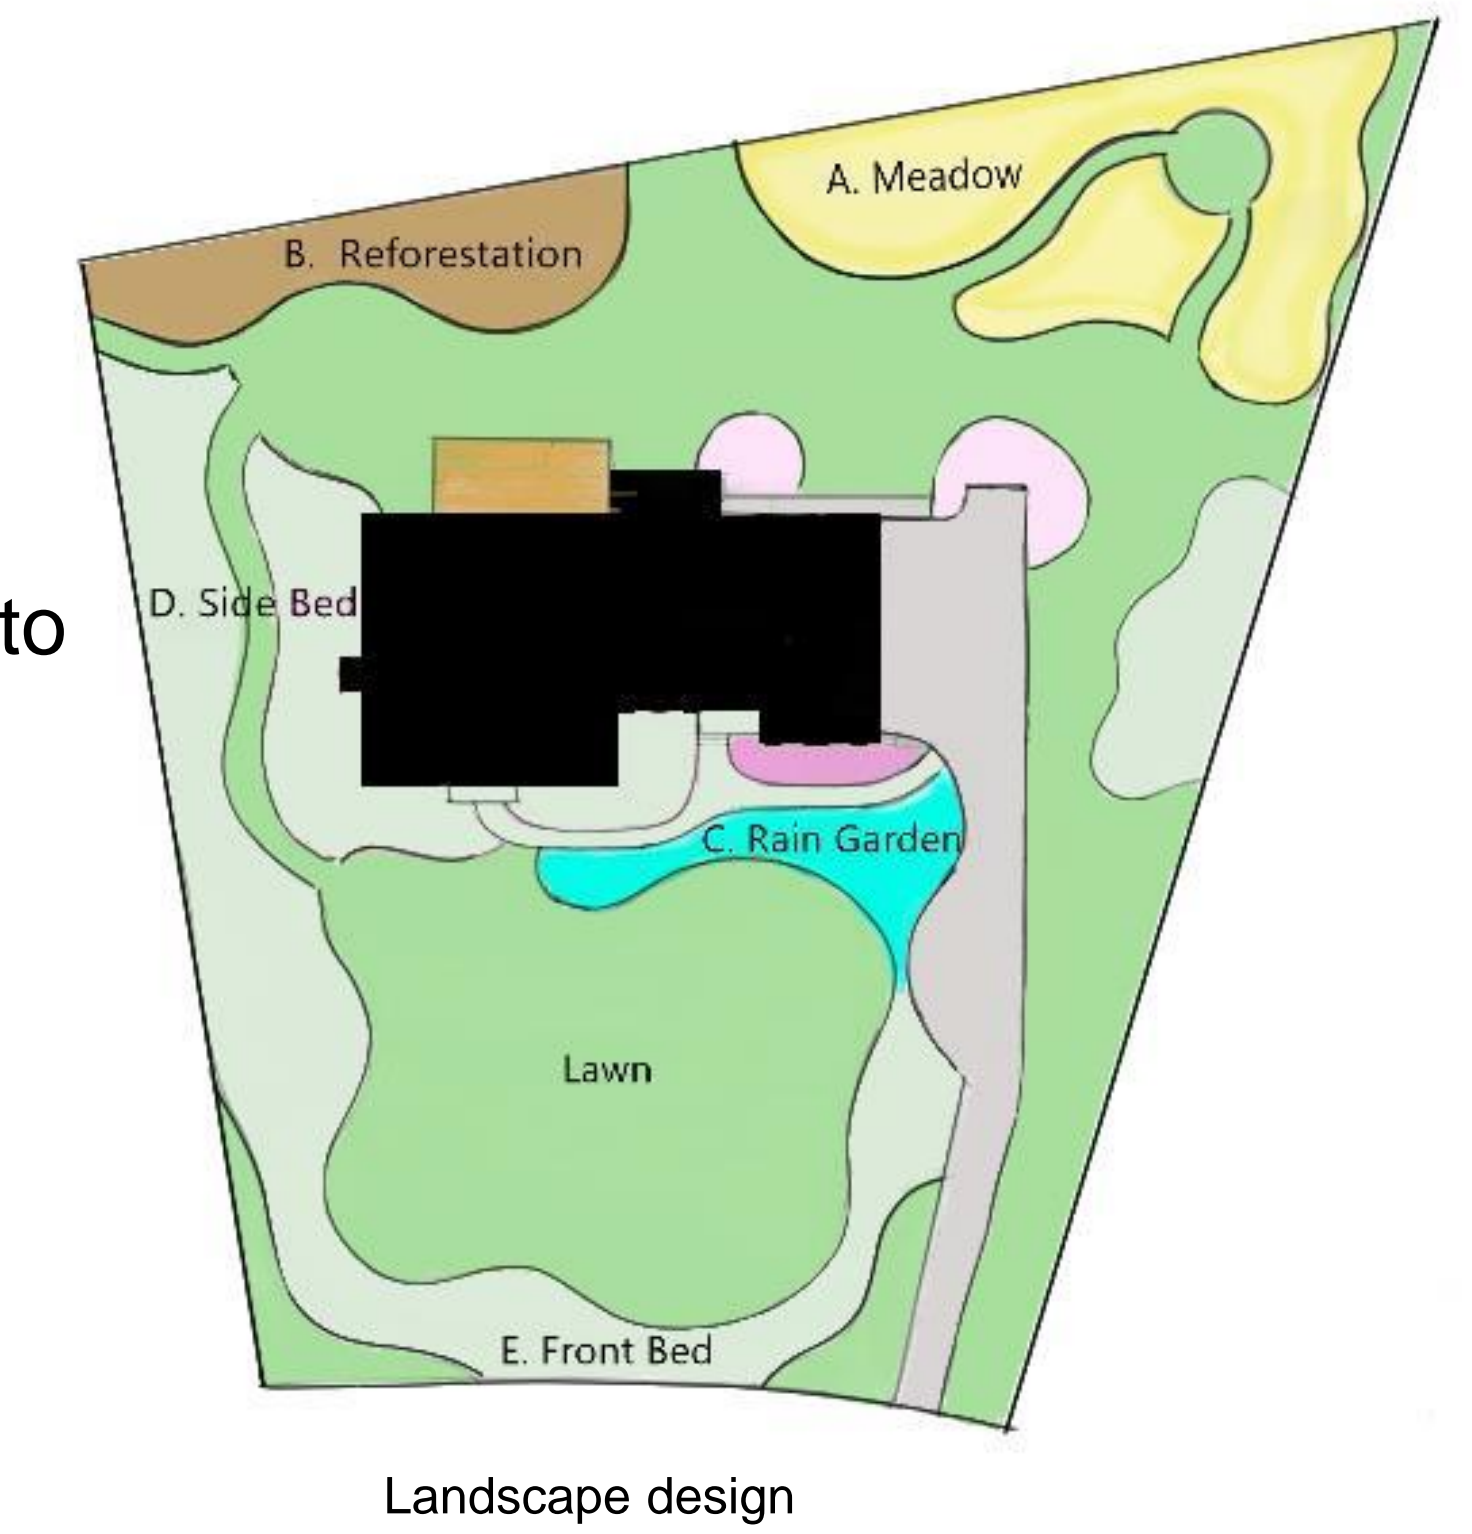 A. Meadow
B. Reforestation
D. Side Bed
to
C. Rain Garden
Lawn
E. Front Bed
Landscape design